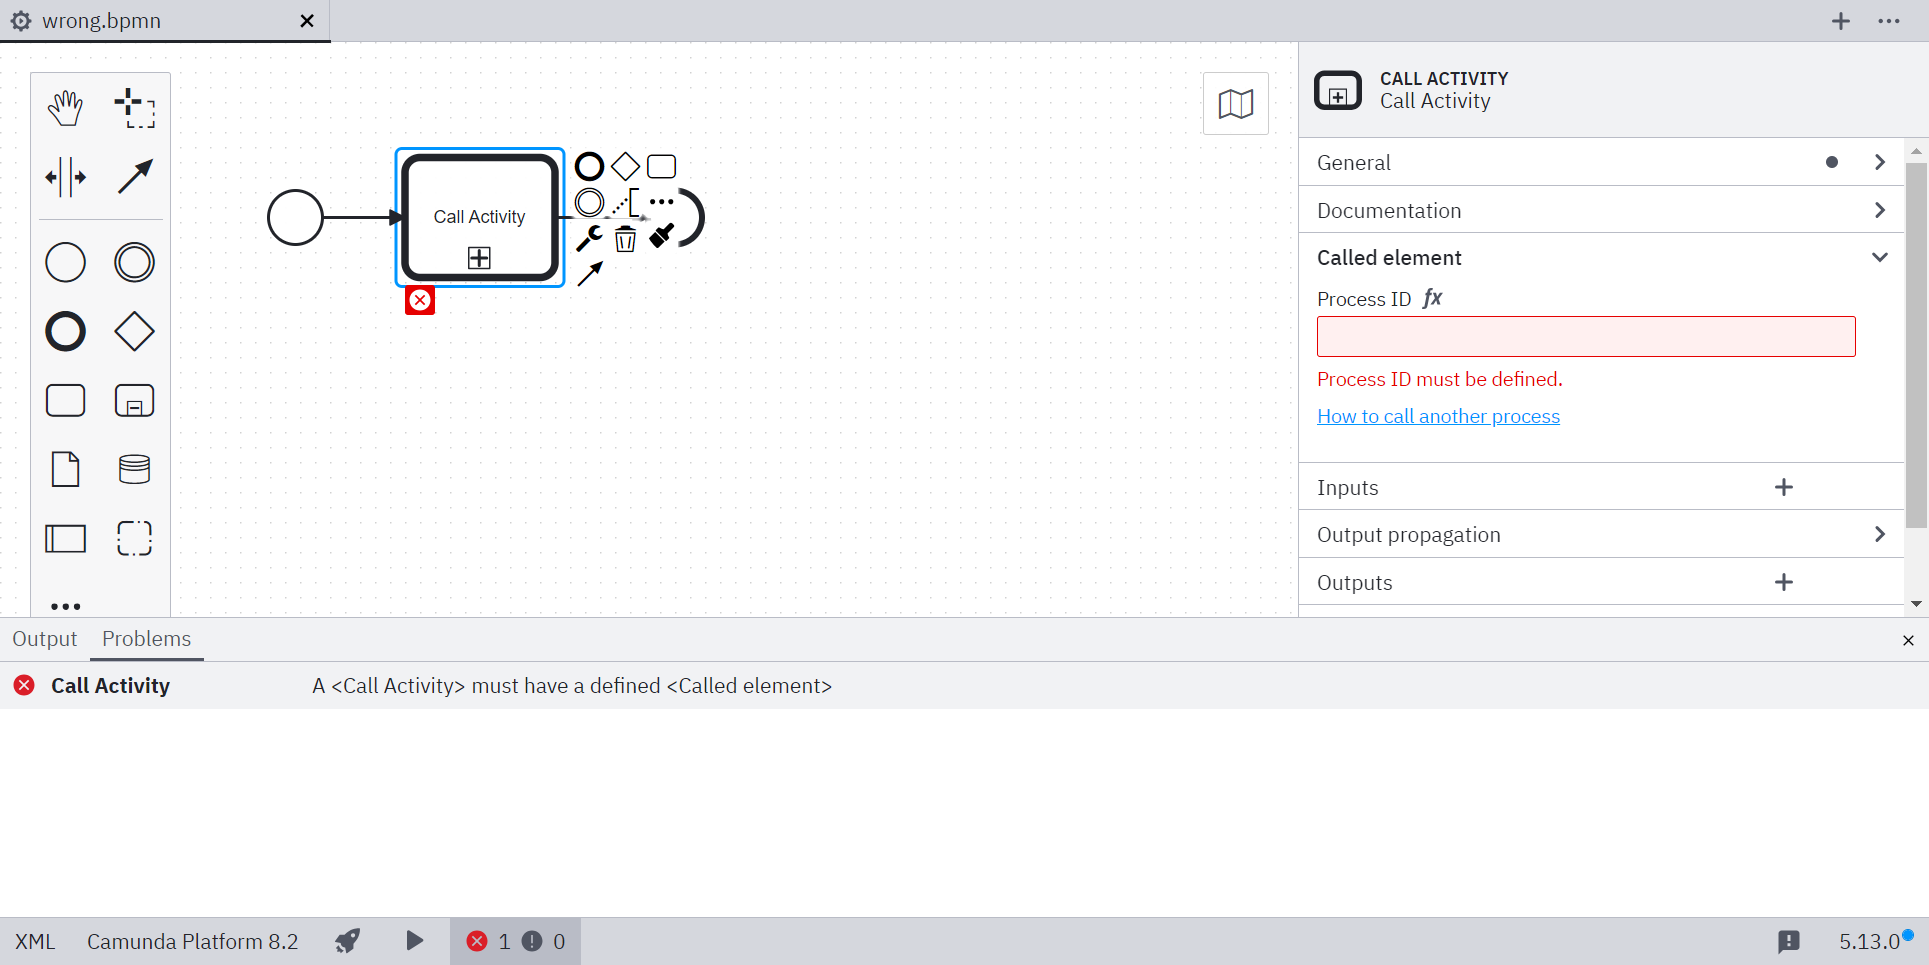 wrong.bpmn
Call Activity
CALL ACTIVITY
Call Activity
General
Documentation
Called element
Process ID fx
Process ID must be defined.
How to call another process
Inputs
Output propagation
Outputs
Output Problems
Call Activity A <Call Activity> must have a defined <Called element>
XML Camunda Platform 8.2 1 0 5.13.0